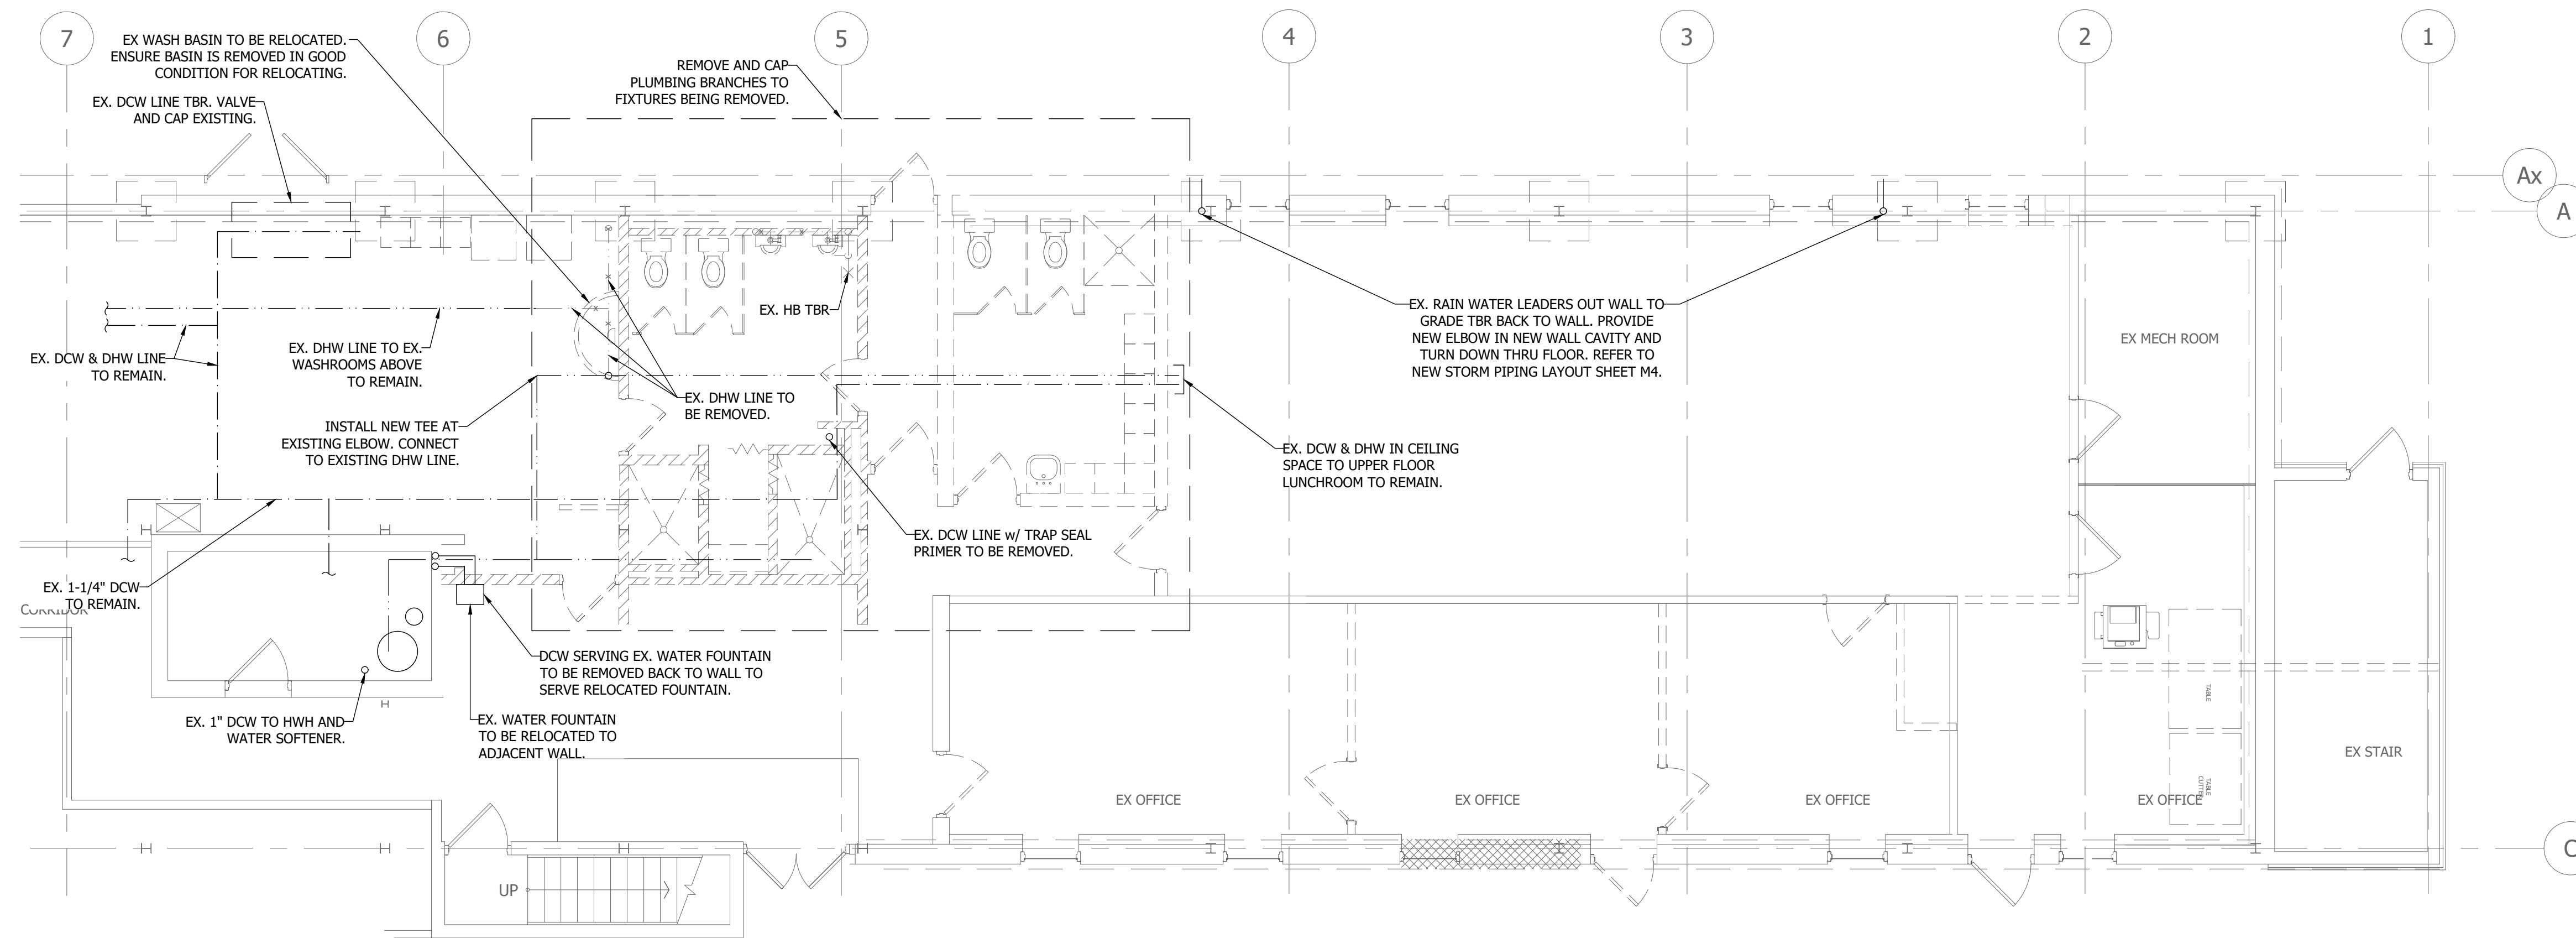 7
6
5
4
3
2
1
Ax
A
C
EX WASH BASIN TO BE RELOCATED.
ENSURE BASIN IS REMOVED IN GOOD
CONDITION FOR RELOCATING.
EX. DCW LINE TBR. VALVE
AND CAP EXISTING.
REMOVE AND CAP
PLUMBING BRANCHES TO
FIXTURES BEING REMOVED.
EX. HB TBR
EX. DCW & DHW LINE
TO REMAIN.
EX. DHW LINE TO EX.
WASHROOMS ABOVE
TO REMAIN.
EX. DHW LINE TO
BE REMOVED.
INSTALL NEW TEE AT
EXISTING ELBOW. CONNECT
TO EXISTING DHW LINE.
EX. RAIN WATER LEADERS OUT WALL TO
GRADE TBR BACK TO WALL. PROVIDE
NEW ELBOW IN NEW WALL CAVITY AND
TURN DOWN THRU FLOOR. REFER TO
NEW STORM PIPING LAYOUT SHEET M4.
EX MECH ROOM
EX. DCW & DHW IN CEILING
SPACE TO UPPER FLOOR
LUNCHROOM TO REMAIN.
EX. DCW LINE w/ TRAP SEAL
PRIMER TO BE REMOVED.
EX. 1-1/4" DCW
TO REMAIN.
CORRIDOR
DCW SERVING EX. WATER FOUNTAIN
TO BE REMOVED BACK TO WALL TO
SERVE RELOCATED FOUNTAIN.
EX. 1" DCW TO HWH AND
WATER SOFTENER.
EX. WATER FOUNTAIN
TO BE RELOCATED TO
ADJACENT WALL.
TABLE
TABLE
CUTTER
EX STAIR
EX OFFICE
EX OFFICE
EX OFFICE
EX OFFICE
UP